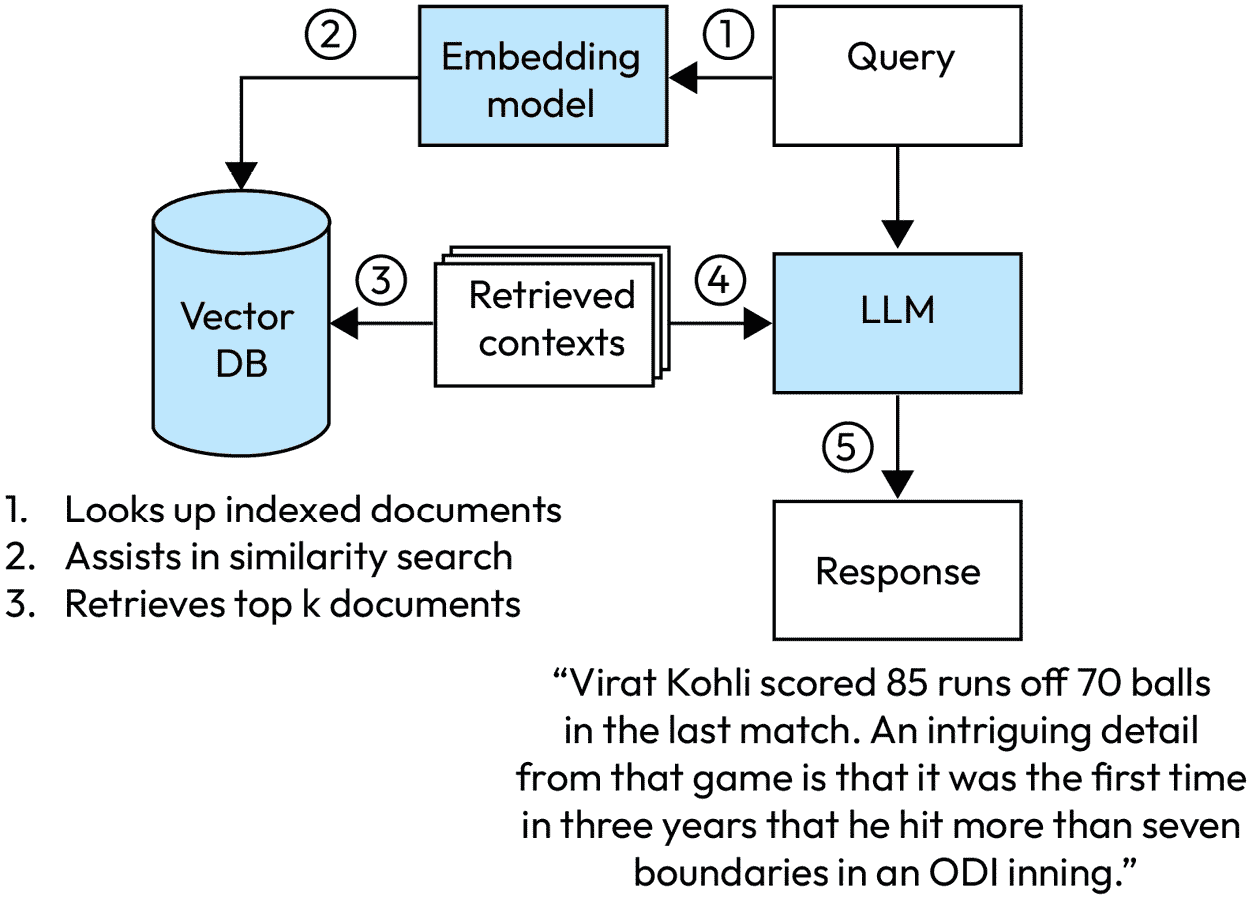 ② Embedding model ① Query
Vector DB
③ Retrieved contexts ④ LLM
⑤
1. Looks up indexed documents
2. Assists in similarity search
3. Retrieves top k documents
Response
“Virat Kohli scored 85 runs off 70 balls
in the last match. An intriguing detail
from that game is that it was the first time
in three years that he hit more than seven
boundaries in an ODI inning.”